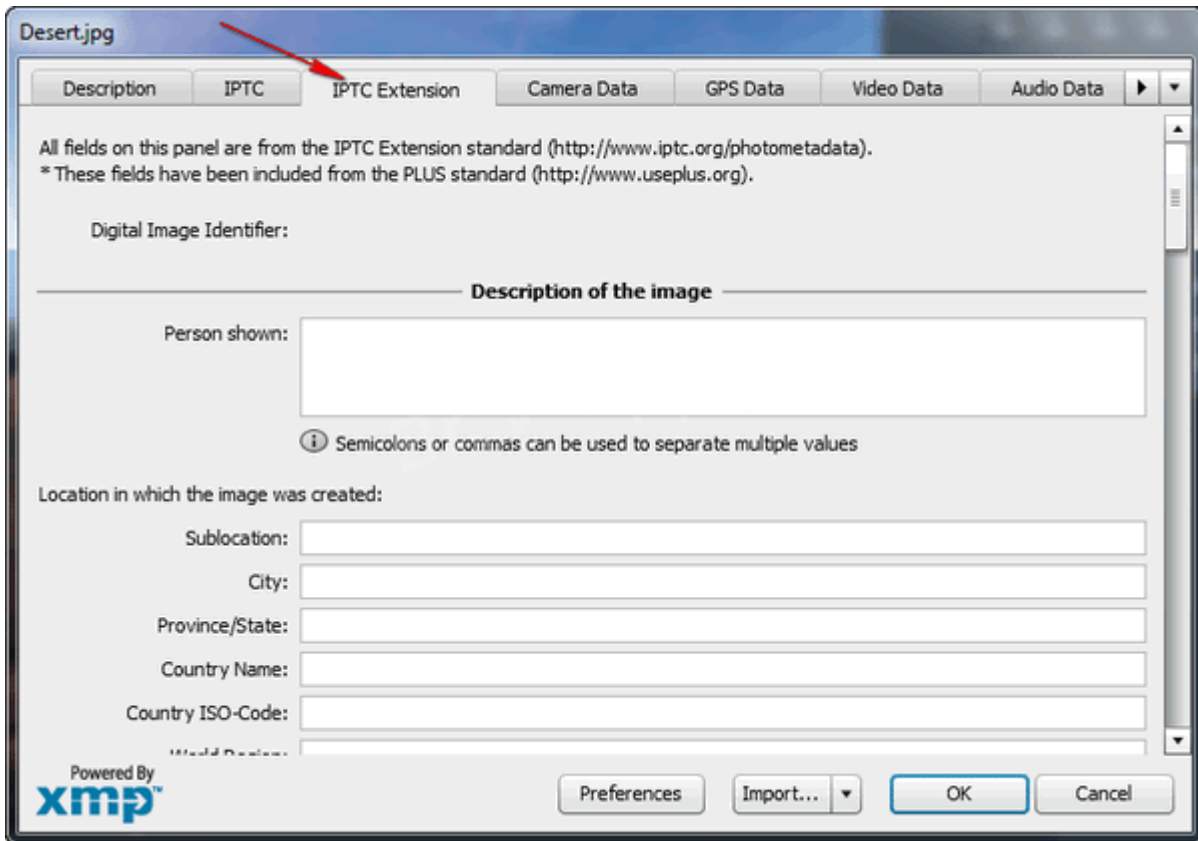 Desert.jpg
Description IPTC IPTC Extension Camera Data GPS Data Video Data Audio Data
All fields on this panel are from the IPTC Extension standard (http://www.iptc.org/photometadata).
* These fields have been included from the PLUS standard (http://www.useplus.org).
Digital Image Identifier:
Description of the image
Person shown:
Semicolons or commas can be used to separate multiple values
Location in which the image was created:
Sublocation:
City:
Province/State:
Country Name:
Country ISO-Code:
World Region:
Powered By
xmp™
Preferences Import... OK Cancel